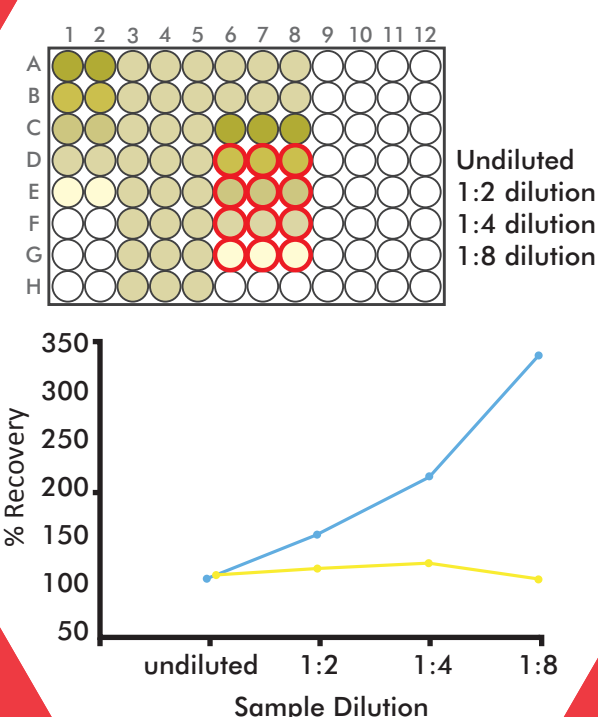 1 2 3 4 5 6 7 8 9 10 11 12
A
B
C
D Undiluted
E 1:2 dilution
F 1:4 dilution
G 1:8 dilution
H
350
300
250
200
150
100
50
% Recovery
undiluted 1:2 1:4 1:8
Sample Dilution